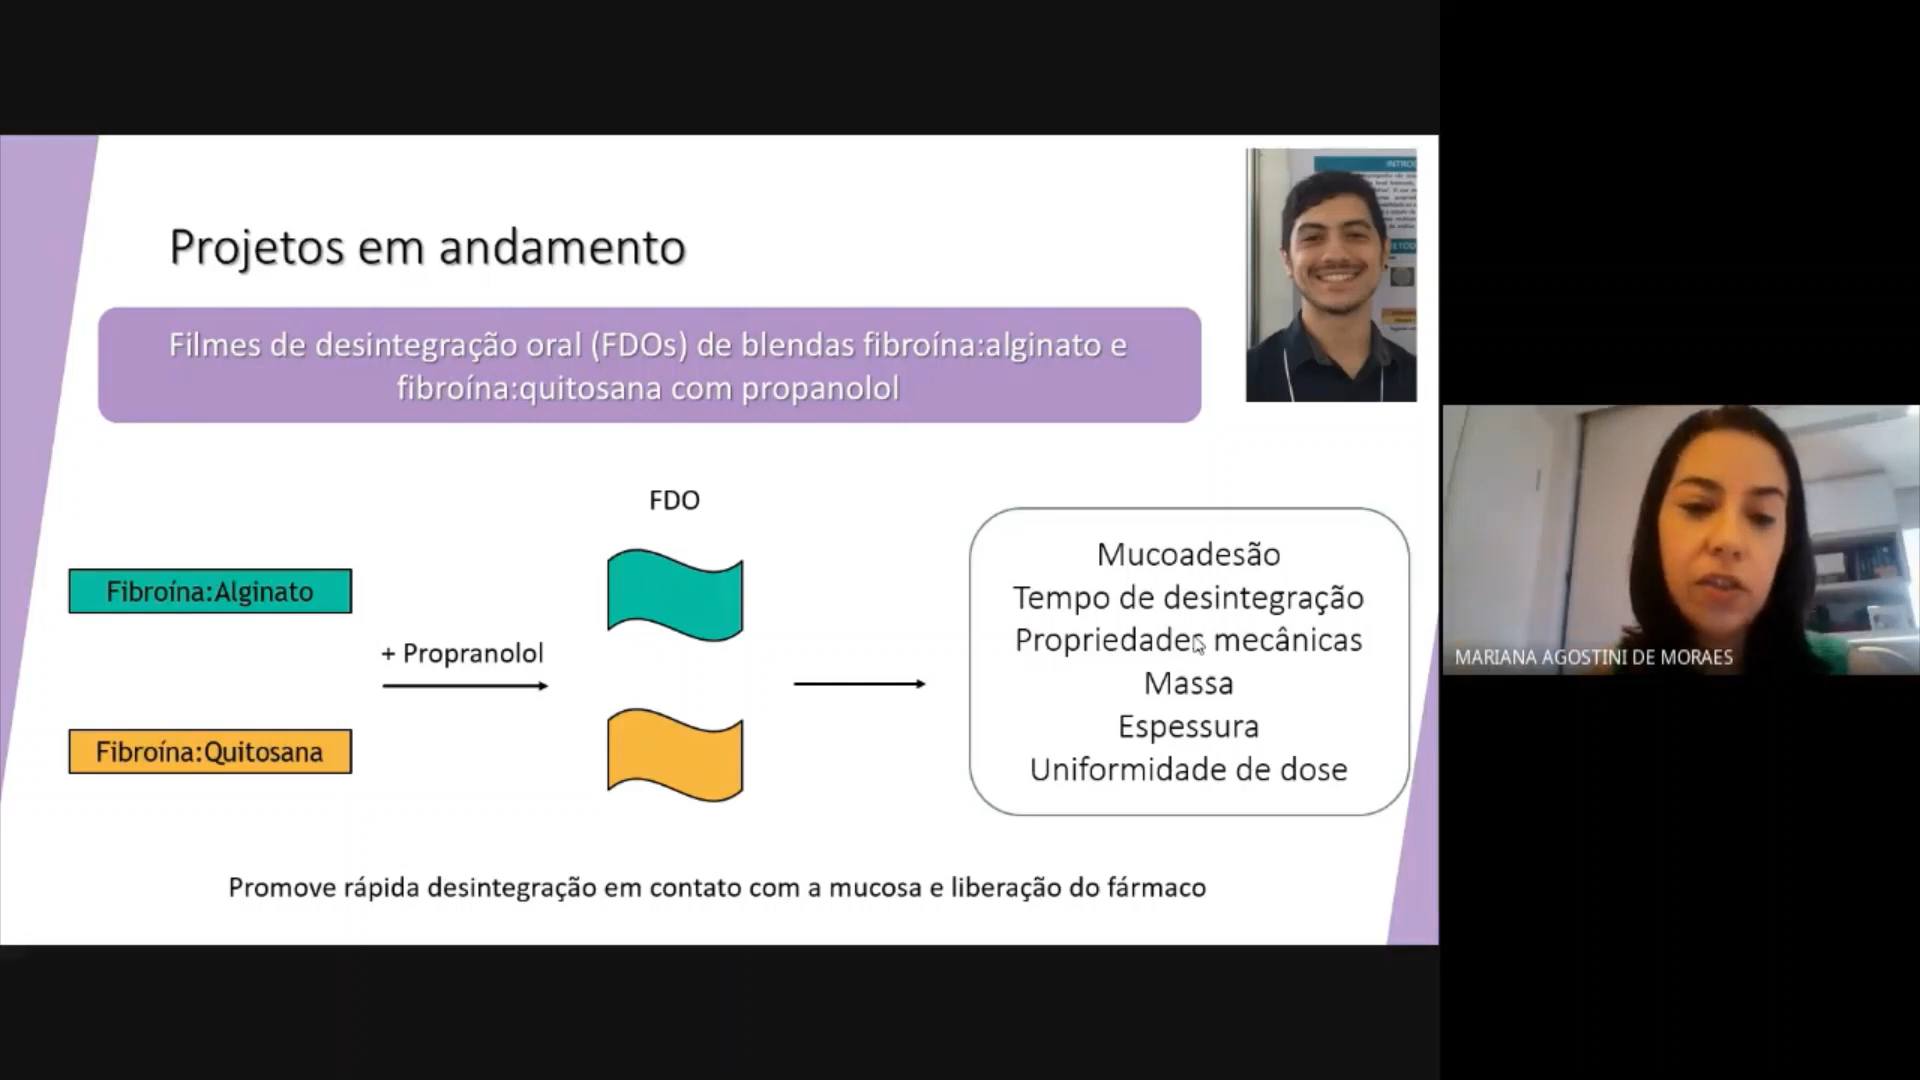 Projetos em andamento
Filmes de desintegração oral (FDOs) de blendas fibroína:alginato e
fibroína:quitosana com propanolol
FDO
Fibroína:Alginato
+ Propranolol
Fibroína:Quitosana
Mucoadesão
Tempo de desintegração
Propriedades mecânicas
Massa
Espessura
Uniformidade de dose
Promove rápida desintegração em contato com a mucosa e liberação do fármaco
MARIANA AGOSTINI DE MORAES